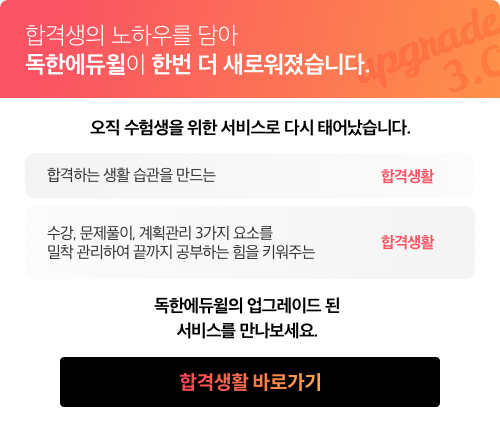 합격생의 노하우를 담아
독한에듀윌이 한번 더 새로워졌습니다.
upgrade
3.0
오직 수험생을 위한 서비스로 다시 태어났습니다.
합격하는 생활 습관을 만드는
합격생활
수강, 문제풀이, 계획관리 3가지 요소를
밀착 관리하여 끝까지 공부하는 힘을 키워주는
합격생활
독한에듀윌의 업그레이드 된
서비스를 만나보세요.
합격생활 바로가기